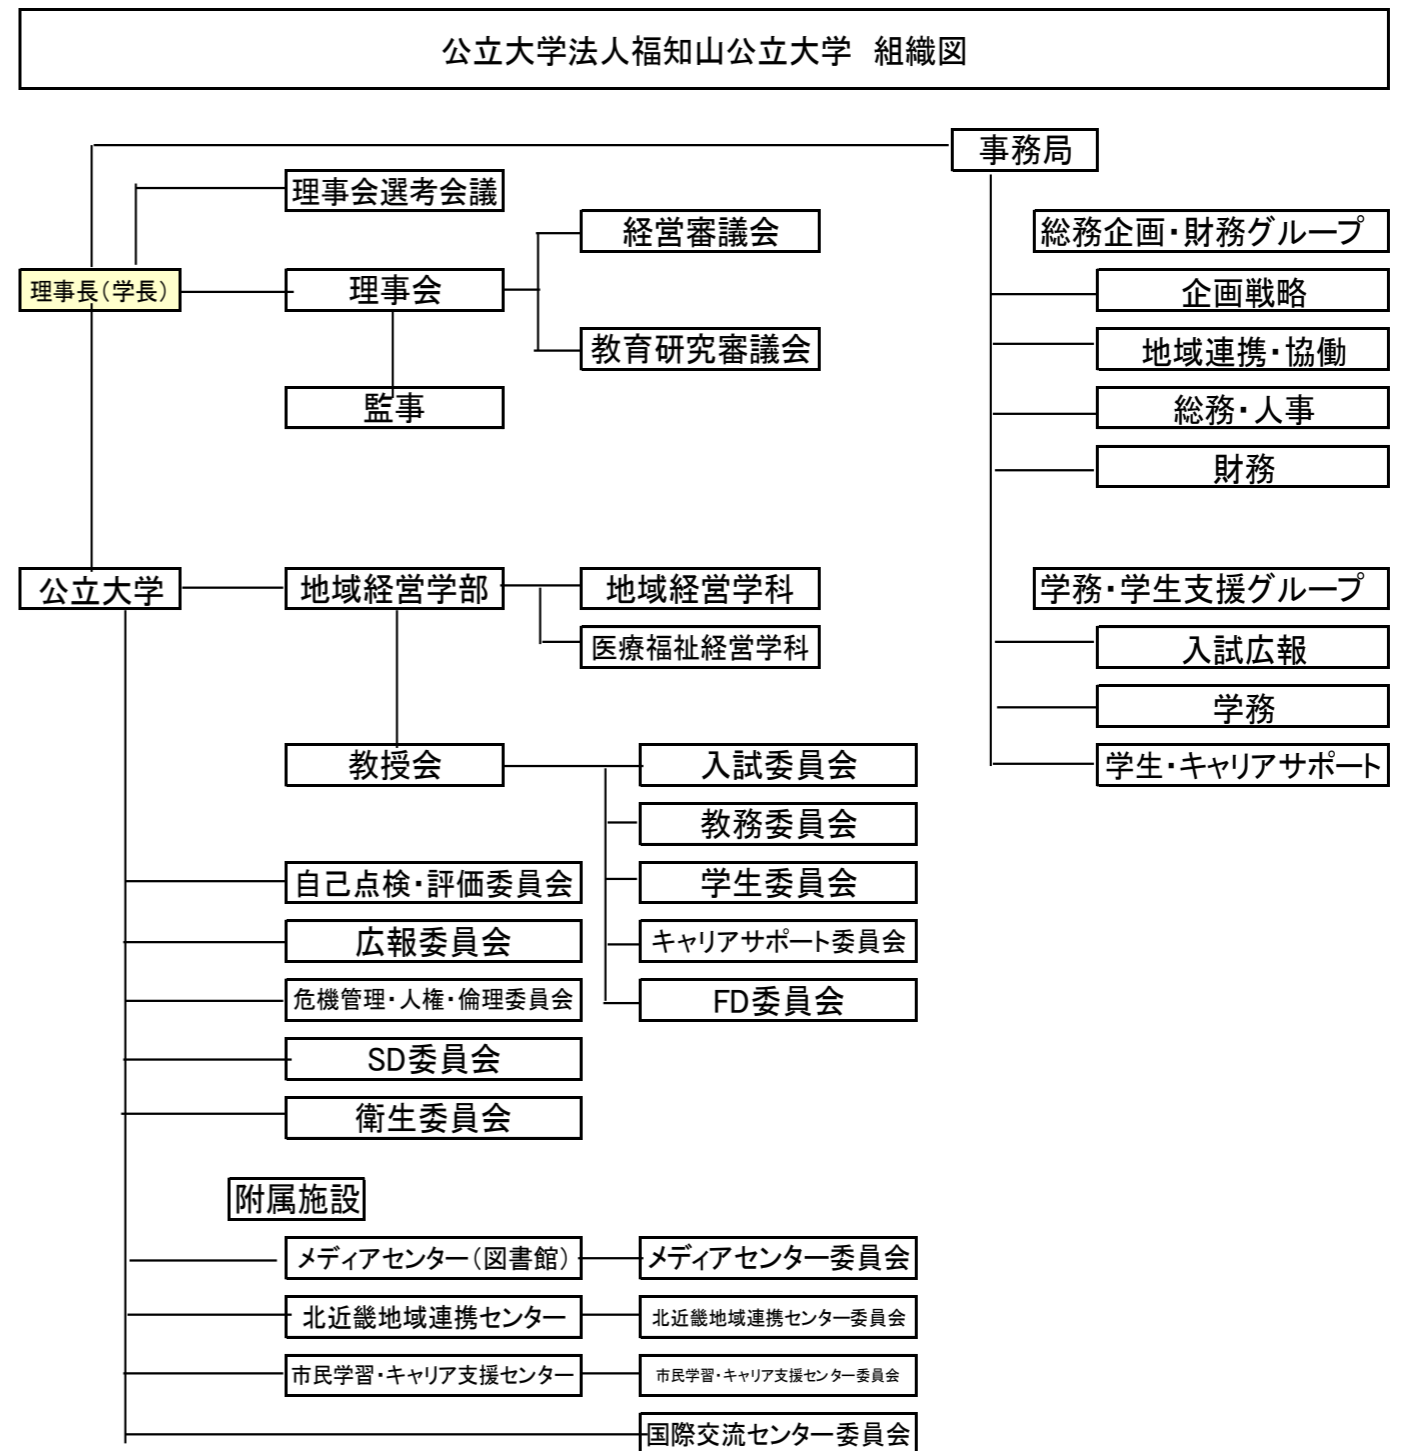 公立大学法人福知山公立大学 組織図
事務局
理事会選考会議
経営審議会
総務企画・財務グループ
理事長(学長)
理事会
企画戦略
教育研究審議会
地域連携・協働
監事
総務・人事
財務
公立大学
地域経営学部
地域経営学科
学務・学生支援グループ
医療福祉経営学科
入試広報
学務
教授会
入試委員会
学生・キャリアサポート
教務委員会
自己点検・評価委員会
学生委員会
広報委員会
キャリアサポート委員会
危機管理・人権・倫理委員会
FD委員会
SD委員会
衛生委員会
附属施設
メディアセンター(図書館)
メディアセンター委員会
北近畿地域連携センター
北近畿地域連携センター委員会
市民学習・キャリア支援センター
市民学習・キャリア支援センター委員会
国際交流センター委員会